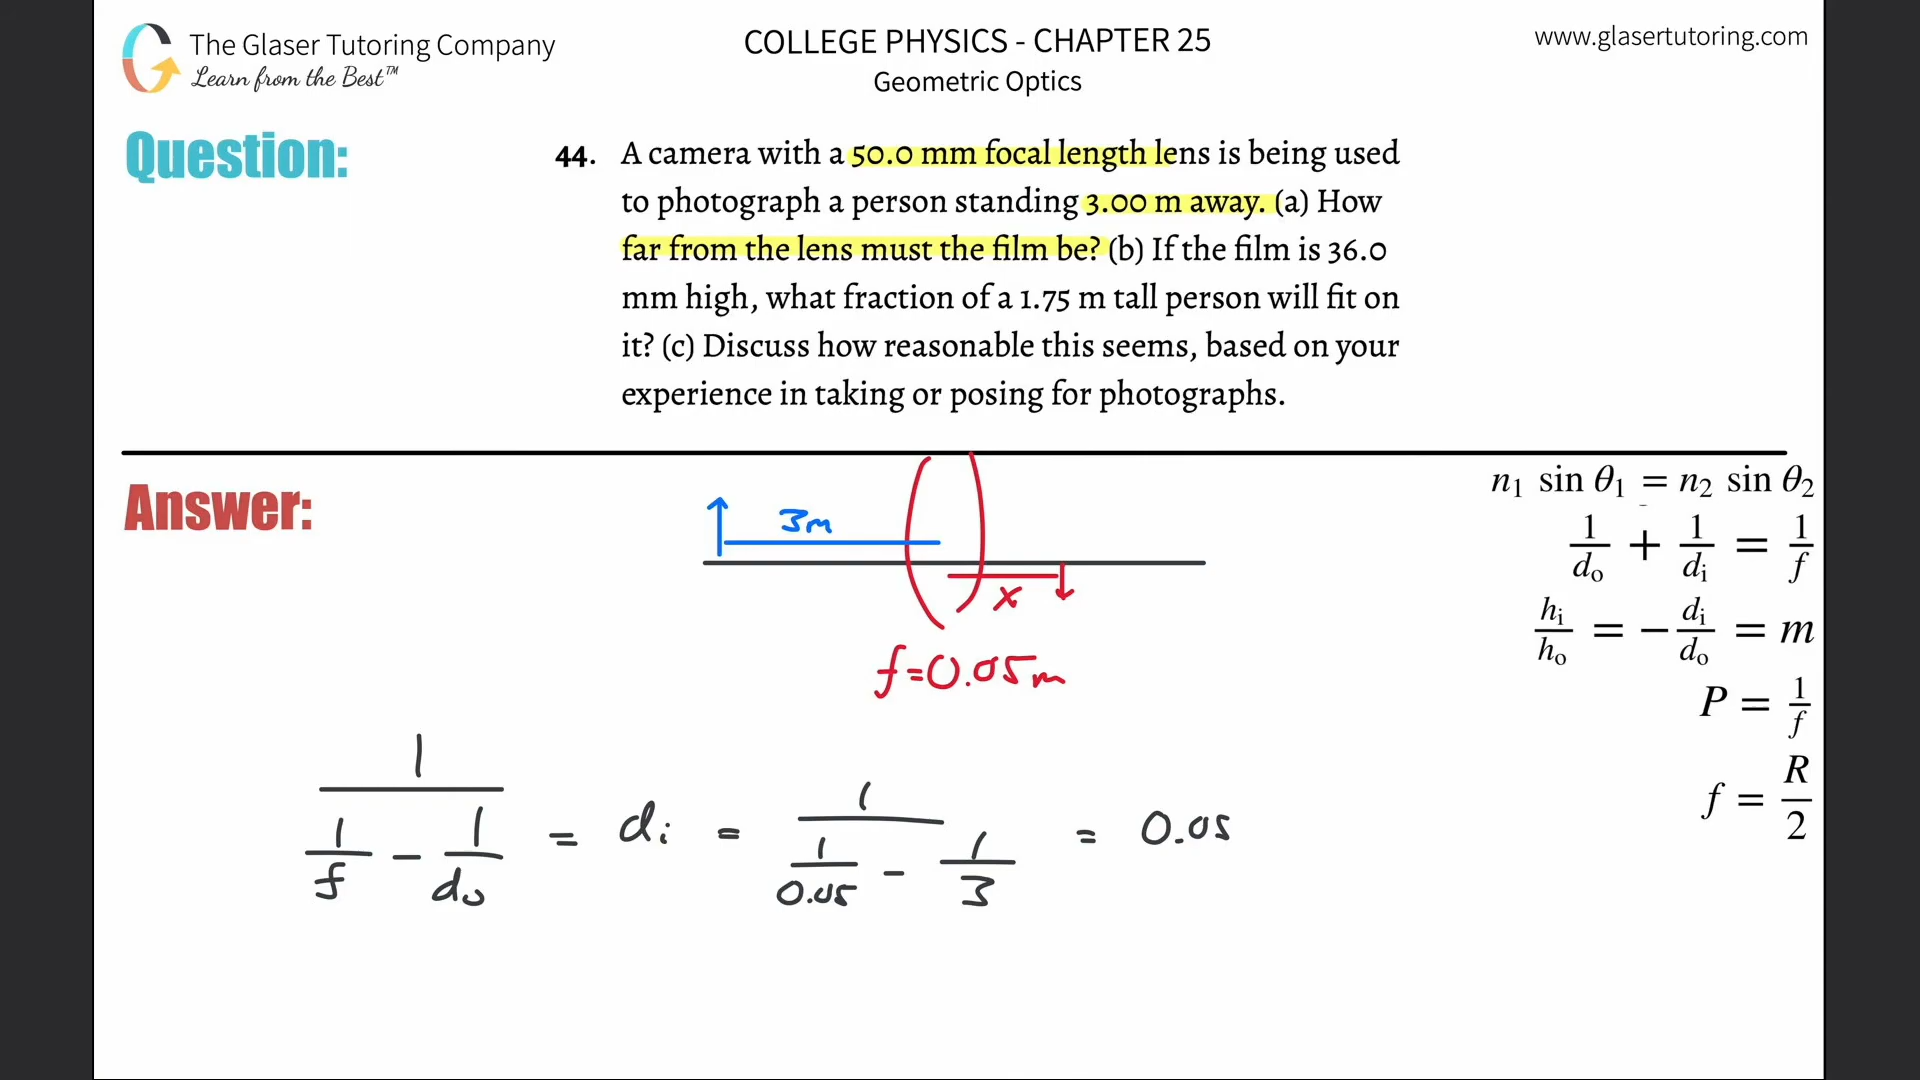 The Glaser Tutoring Company
Learn from the Best™
COLLEGE PHYSICS - CHAPTER 25
Geometric Optics
www.glasertutoring.com
Question:
44. A camera with a 50.0 mm focal length lens is being used
to photograph a person standing 3.00 m away. (a) How
far from the lens must the film be? (b) If the film is 36.0
mm high, what fraction of a 1.75 m tall person will fit on
it? (c) Discuss how reasonable this seems, based on your
experience in taking or posing for photographs.
Answer:
3m
x
f=0.05m
n₁ sin θ₁ = n₂ sin θ₂
1/dₒ + 1/dᵢ = 1/f
hᵢ/hₒ = −dᵢ/dₒ = m
P = 1/f
f = R/2
1/(1/f − 1/do) = di = 1/(1/0.05 − 1/3) = 0.05